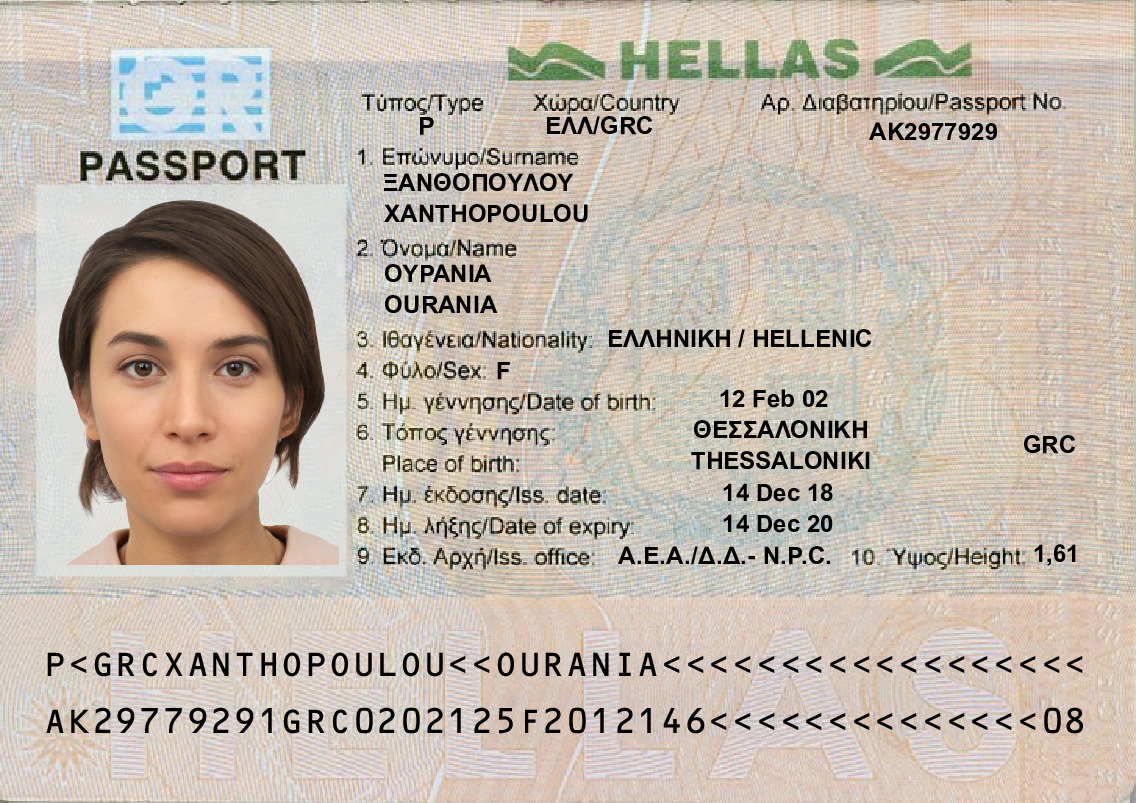 HELLAS
GR
PASSPORT
Τύπος/Type Χώρα/Country Αρ. Διαβατηρίου/Passport No.
P ΕΛΛ/GRC AK2977929
1. Επώνυμο/Surname
ΞΑΝΘΟΠΟΥΛΟΥ
XANTHOPOULOU
2. Όνομα/Name
ΟΥΡΑΝΙΑ
OURANIA
3. Ιθαγένεια/Nationality: ΕΛΛΗΝΙΚΗ / HELLENIC
4. Φύλο/Sex: F
5. Ημ. γέννησης/Date of birth: 12 Feb 02
6. Τόπος γέννησης: ΘΕΣΣΑΛΟΝΙΚΗ
Place of birth: THESSALONIKI GRC
7. Ημ. έκδοσης/Iss. date: 14 Dec 18
8. Ημ. λήξης/Date of expiry: 14 Dec 20
9. Εκδ. Αρχή/Iss. office: Α.Ε.Α./Δ.Δ.- N.P.C. 10. Ύψος/Height: 1,61
HELLAS
P<GRCXANTHOPOULOU<<OURANIA<<<<<<<<<<<<<<<<<<
AK29779291GRC0202125F2012146<<<<<<<<<<<<<<08